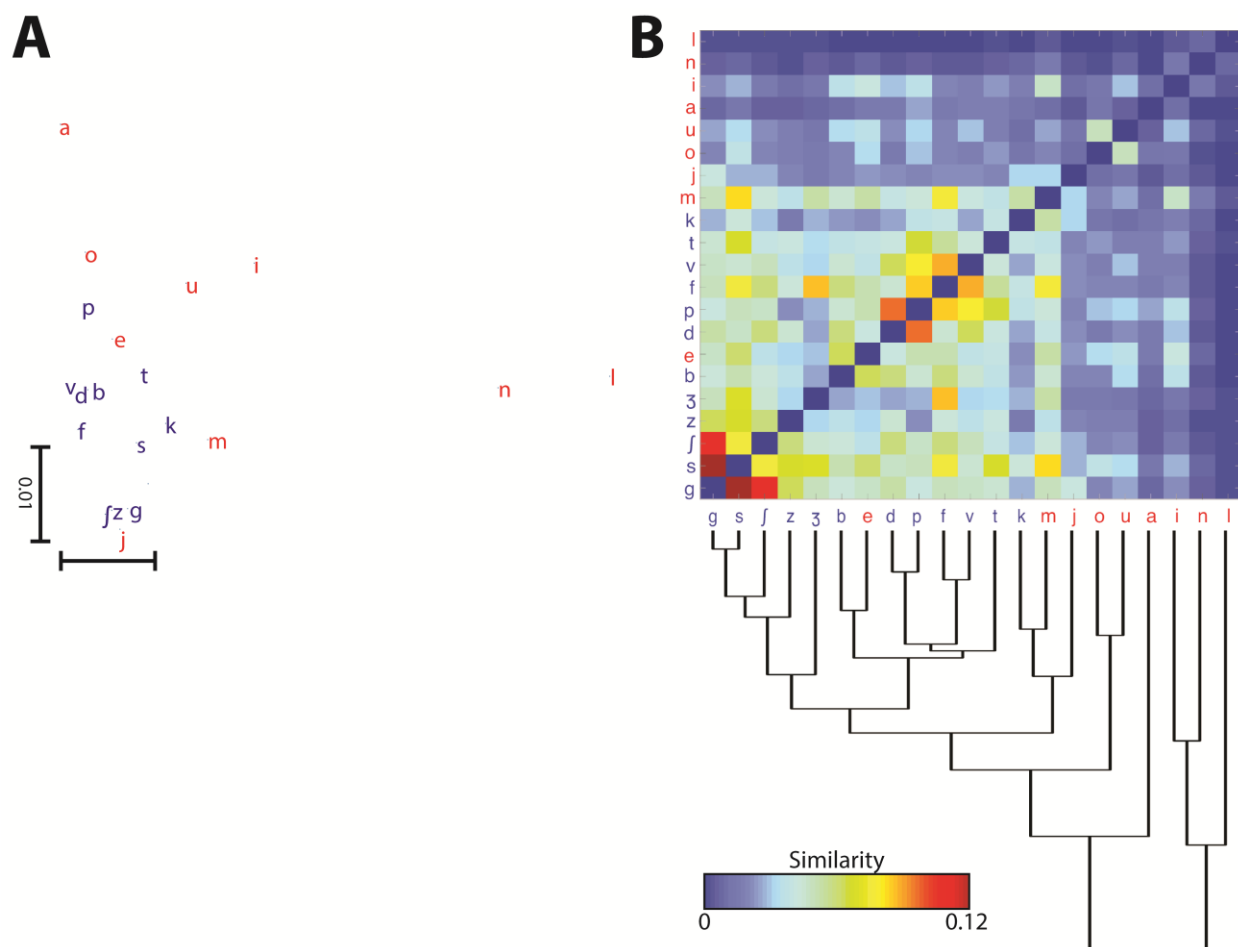 A
a
o
i
u
p
e
t
v d b
n
l
f
k
s
m
0.01
ʃ z g
j
B
l
n
i
a
u
o
j
m
k
t
v
f
p
d
e
b
ʒ
z
ʃ
s
g
g s ʃ z ʒ b e d p f v t k m j o u a i n l
Similarity
0 0.12